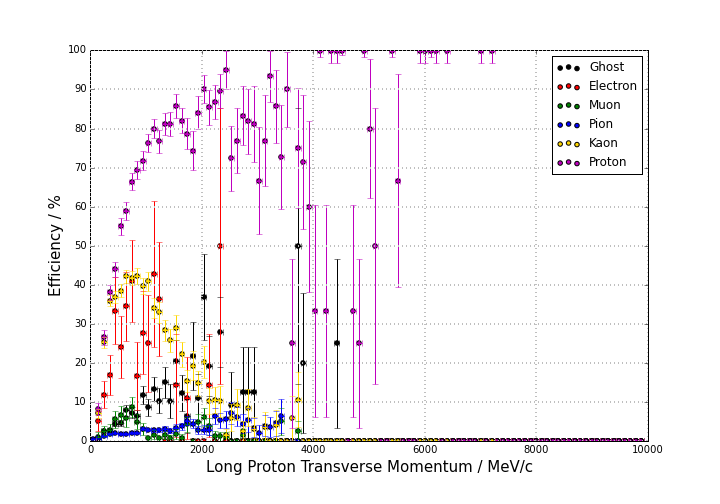 100
90
80
70
60
50
40
30
20
10
0
Efficiency / %
Ghost
Electron
Muon
Pion
Kaon
Proton
0
2000
4000
6000
8000
10000
Long Proton Transverse Momentum / MeV/c